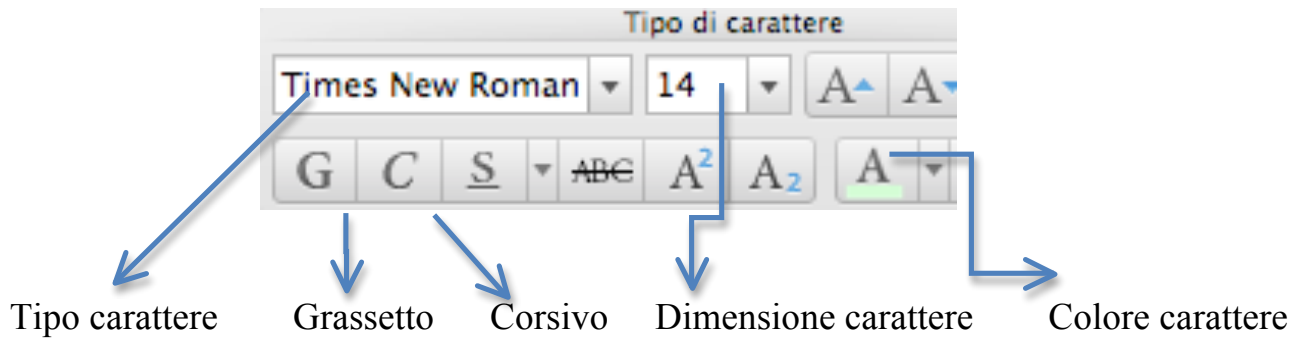 Tipo di carattere
Times New Roman 14 A A
G C S ABC A² A₂ A
Tipo carattere Grassetto Corsivo Dimensione carattere Colore carattere